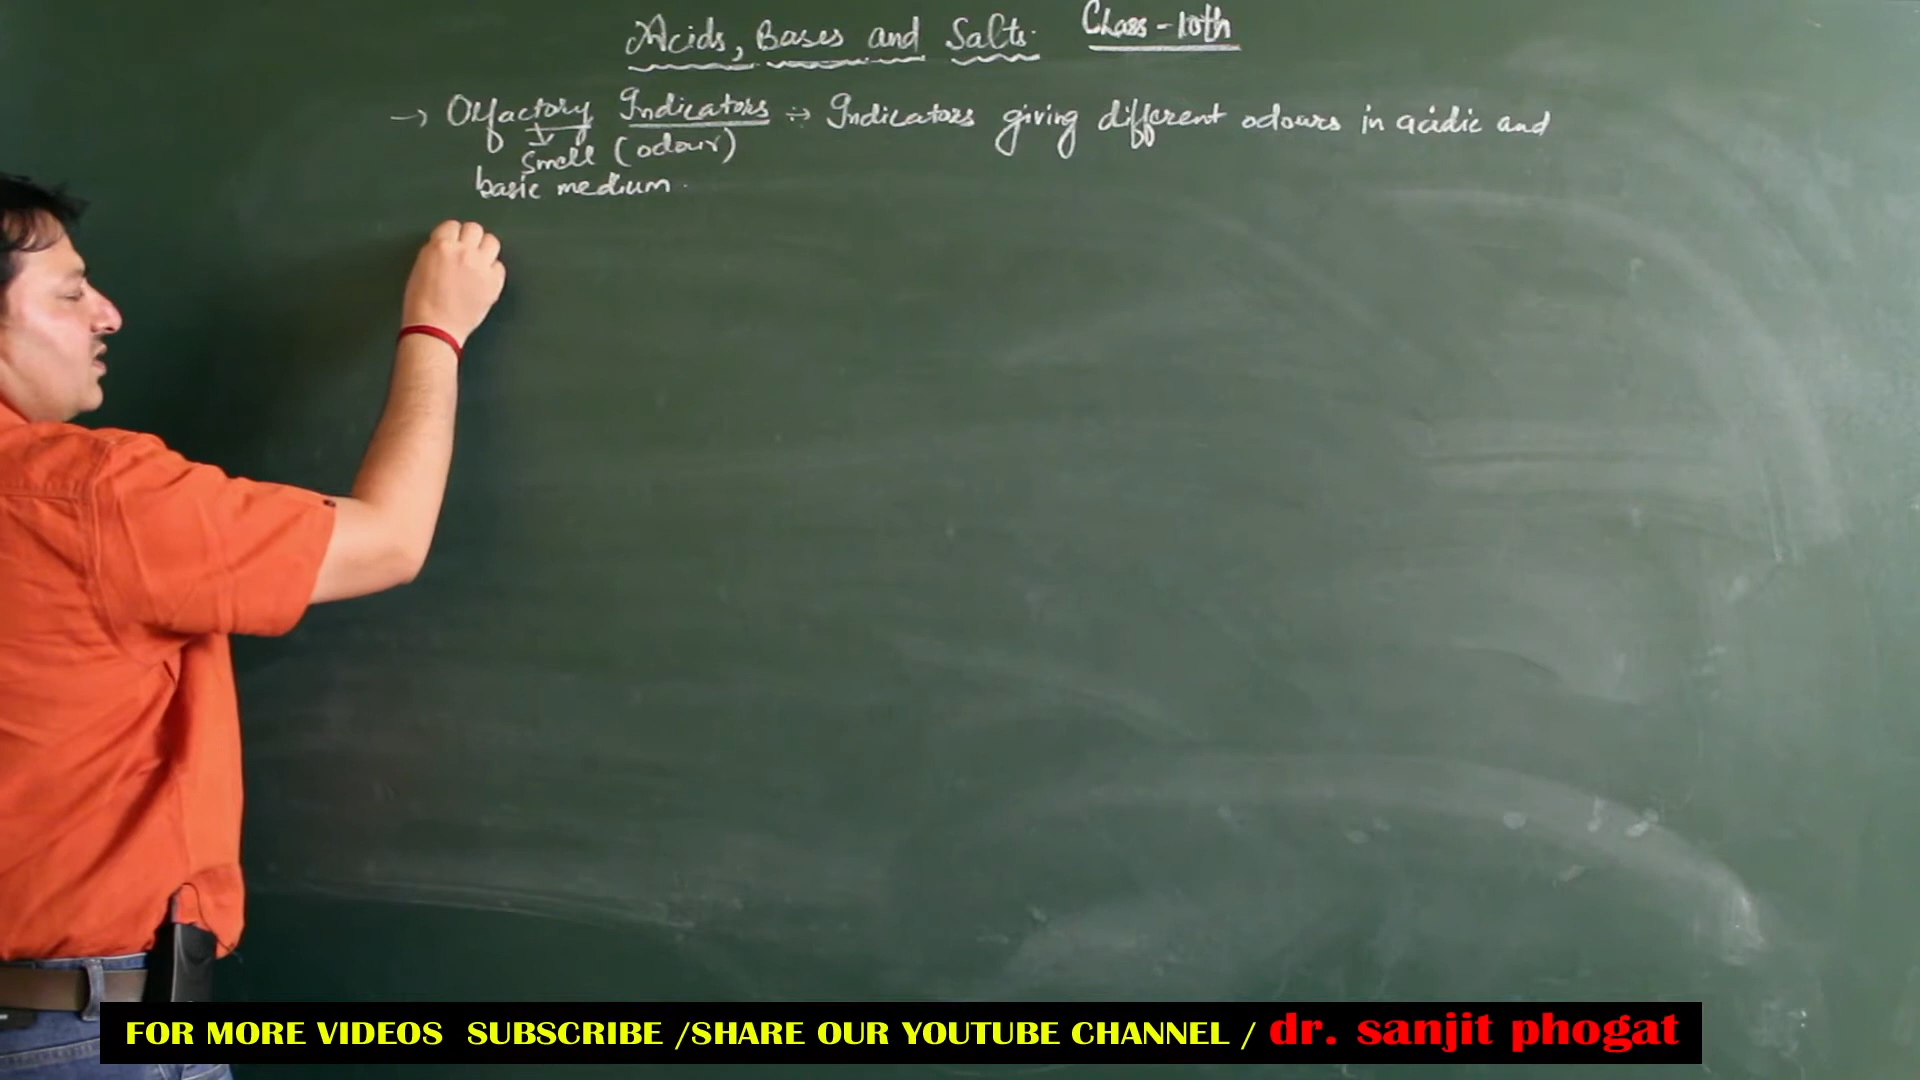 Acids, Bases and Salts. Class-10th
→ Olfactory Indicators :→ Indicators giving different odours in acidic and
Smell (odour)
basic medium.
FOR MORE VIDEOS SUBSCRIBE /SHARE OUR YOUTUBE CHANNEL / dr. sanjit phogat